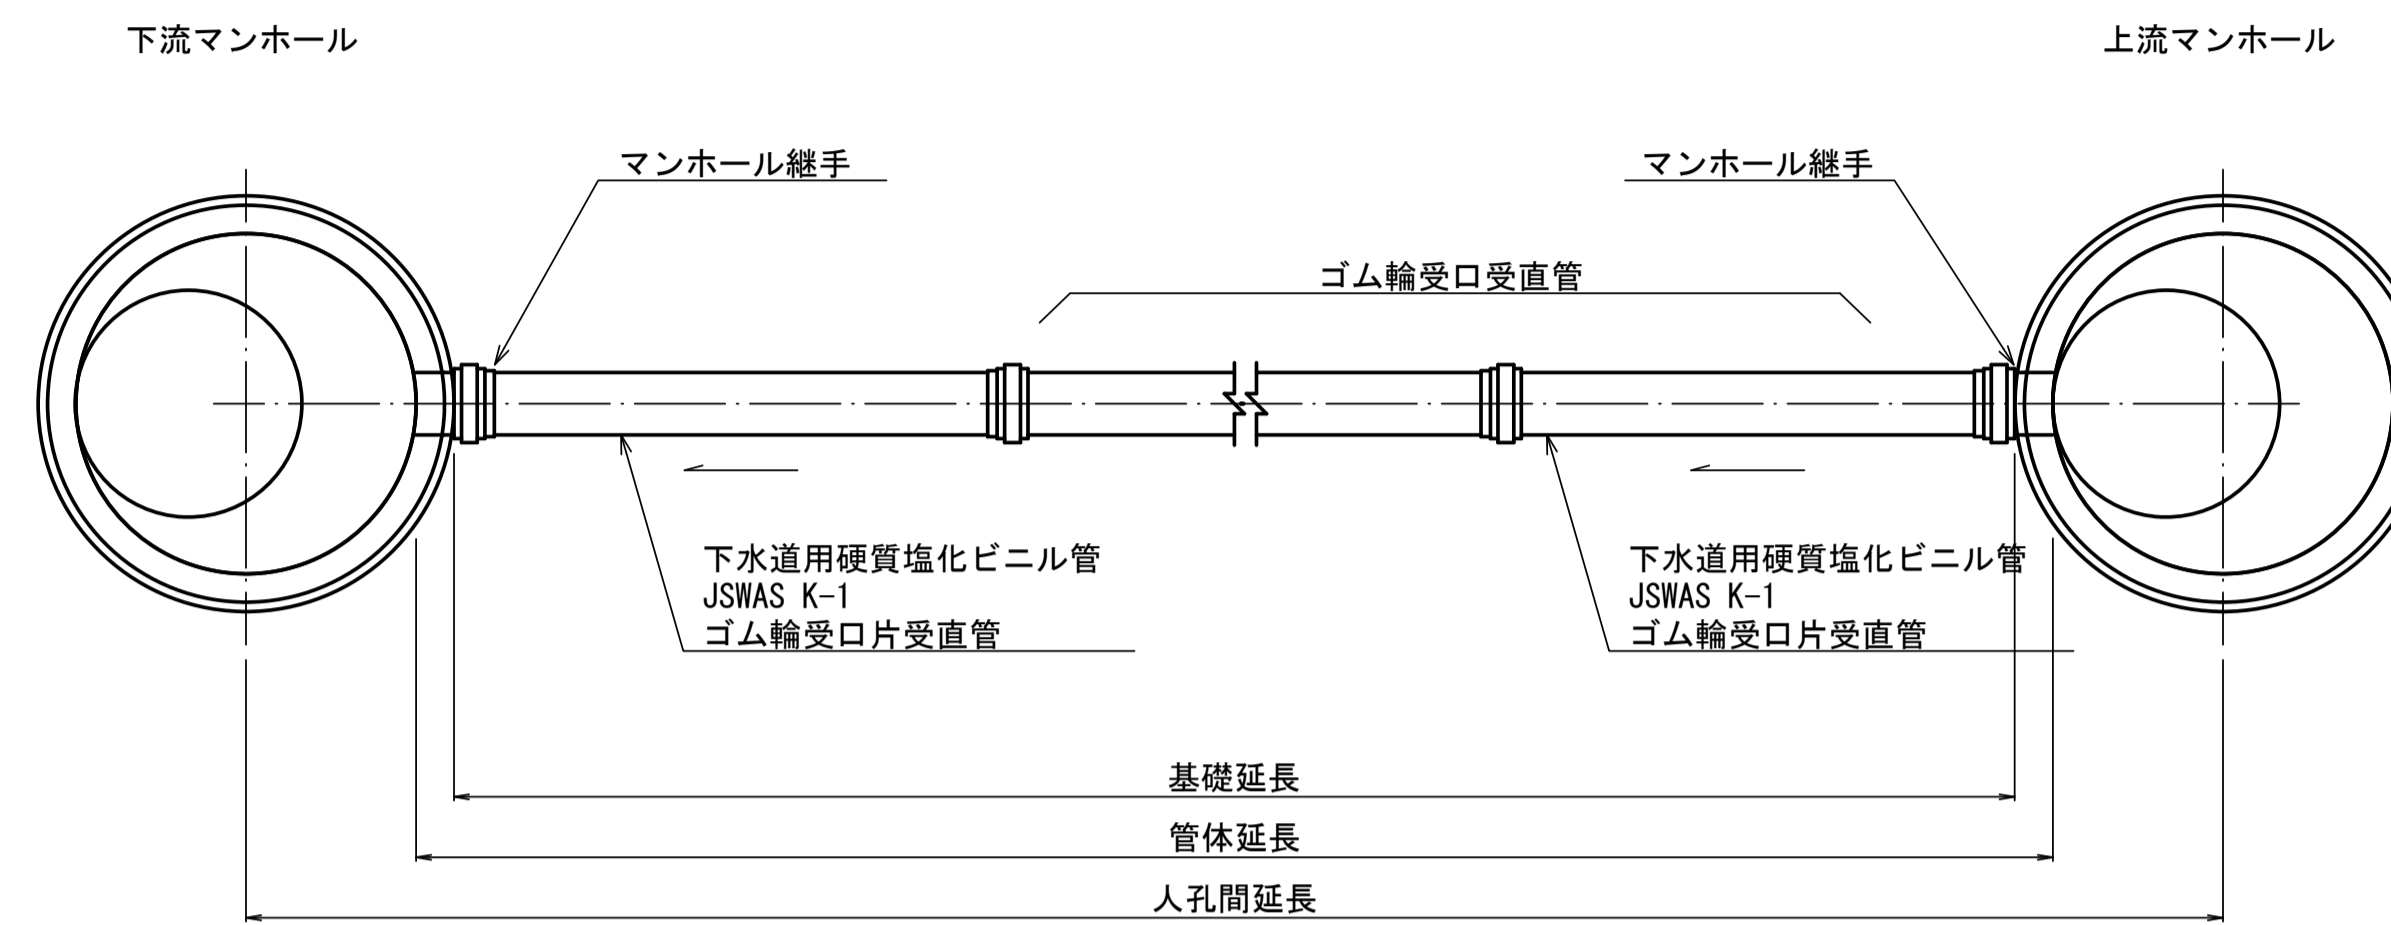 下流マンホール
上流マンホール
マンホール継手
マンホール継手
ゴム輪受口受直管
下水道用硬質塩化ビニル管
JSWAS K-1
ゴム輪受口片受直管
下水道用硬質塩化ビニル管
JSWAS K-1
ゴム輪受口片受直管
基礎延長
管体延長
人孔間延長